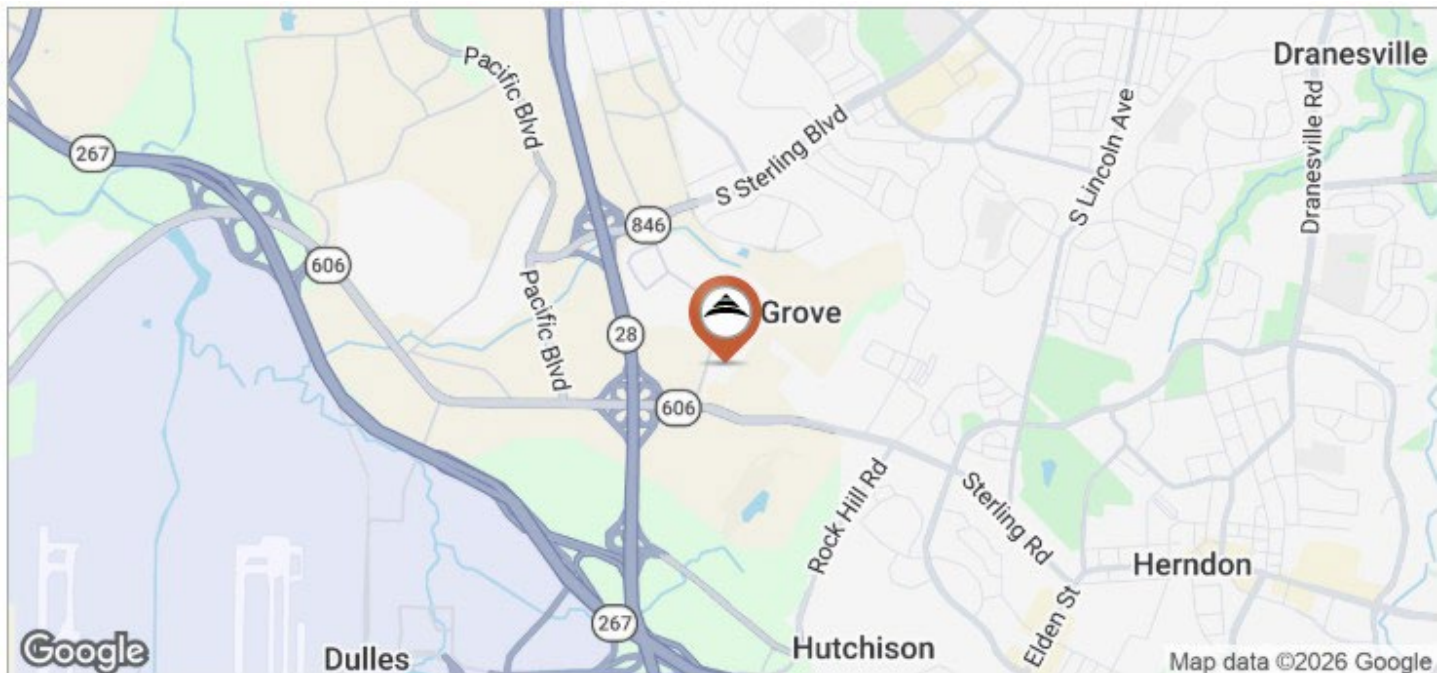 Dranesville
Pacific Blvd
Dranesville Rd
S Lincoln Ave
267
S Sterling Blvd
846
606
Pacific Blvd
Grove
28
606
Rock Hill Rd
Sterling Rd
Herndon
Elden St
267
Hutchison
Google
Dulles
Map data ©2026 Google